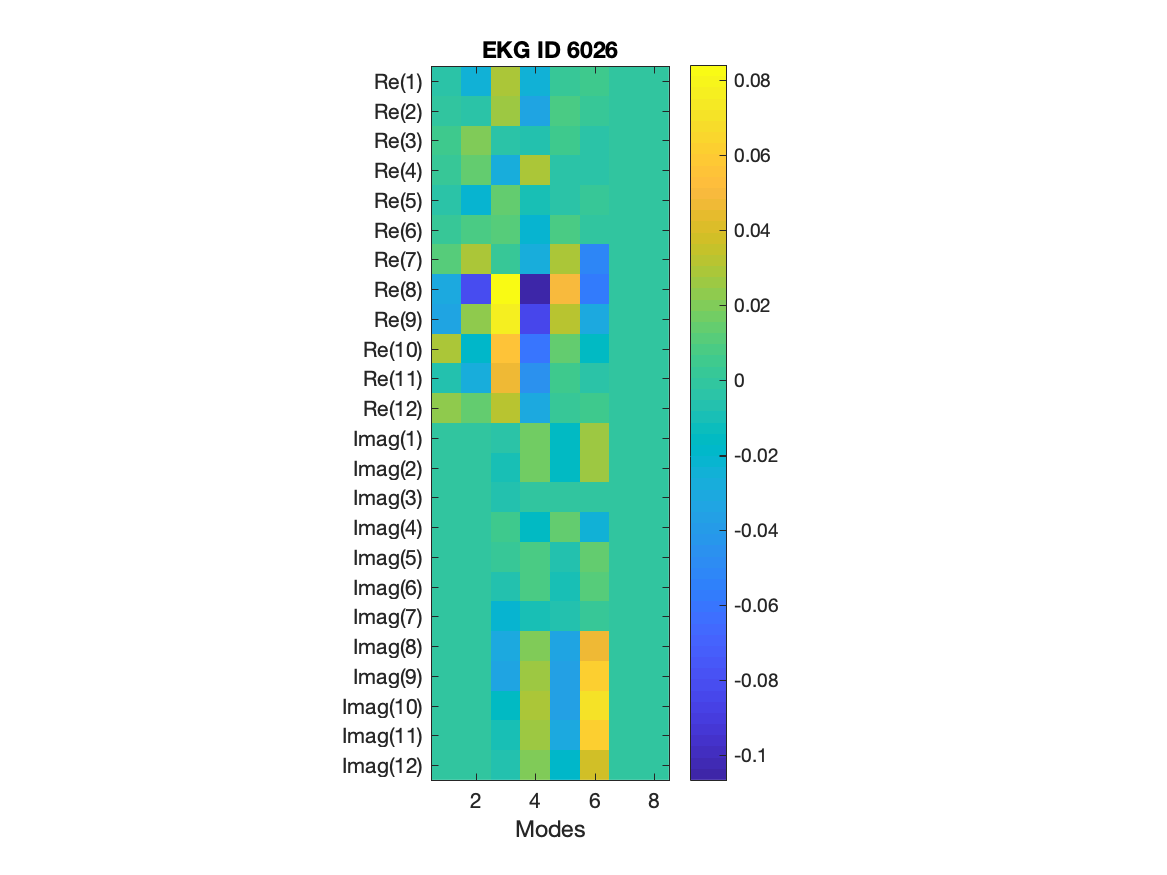 EKG ID 6026
Re(1)
Re(2)
Re(3)
Re(4)
Re(5)
Re(6)
Re(7)
Re(8)
Re(9)
Re(10)
Re(11)
Re(12)
Imag(1)
Imag(2)
Imag(3)
Imag(4)
Imag(5)
Imag(6)
Imag(7)
Imag(8)
Imag(9)
Imag(10)
Imag(11)
Imag(12)
2 4 6 8
Modes
0.08
0.06
0.04
0.02
0
-0.02
-0.04
-0.06
-0.08
-0.1